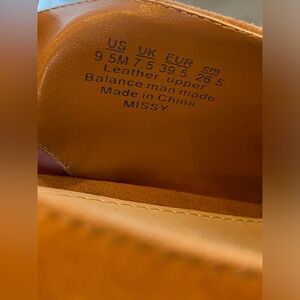 US UK EUR cm
9.5M 7.5 39.5 26.5
Leather upper
Balance man made
Made in China
MISSY